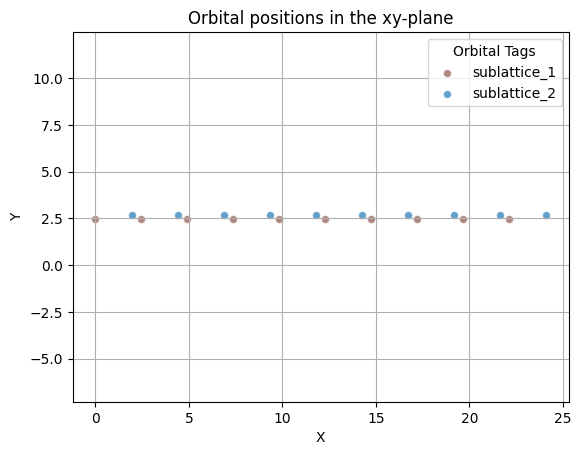 Orbital positions in the xy-plane
Orbital Tags
sublattice_1
sublattice_2
10.0
7.5
5.0
2.5
0.0
−2.5
−5.0
Y
0 5 10 15 20 25
X